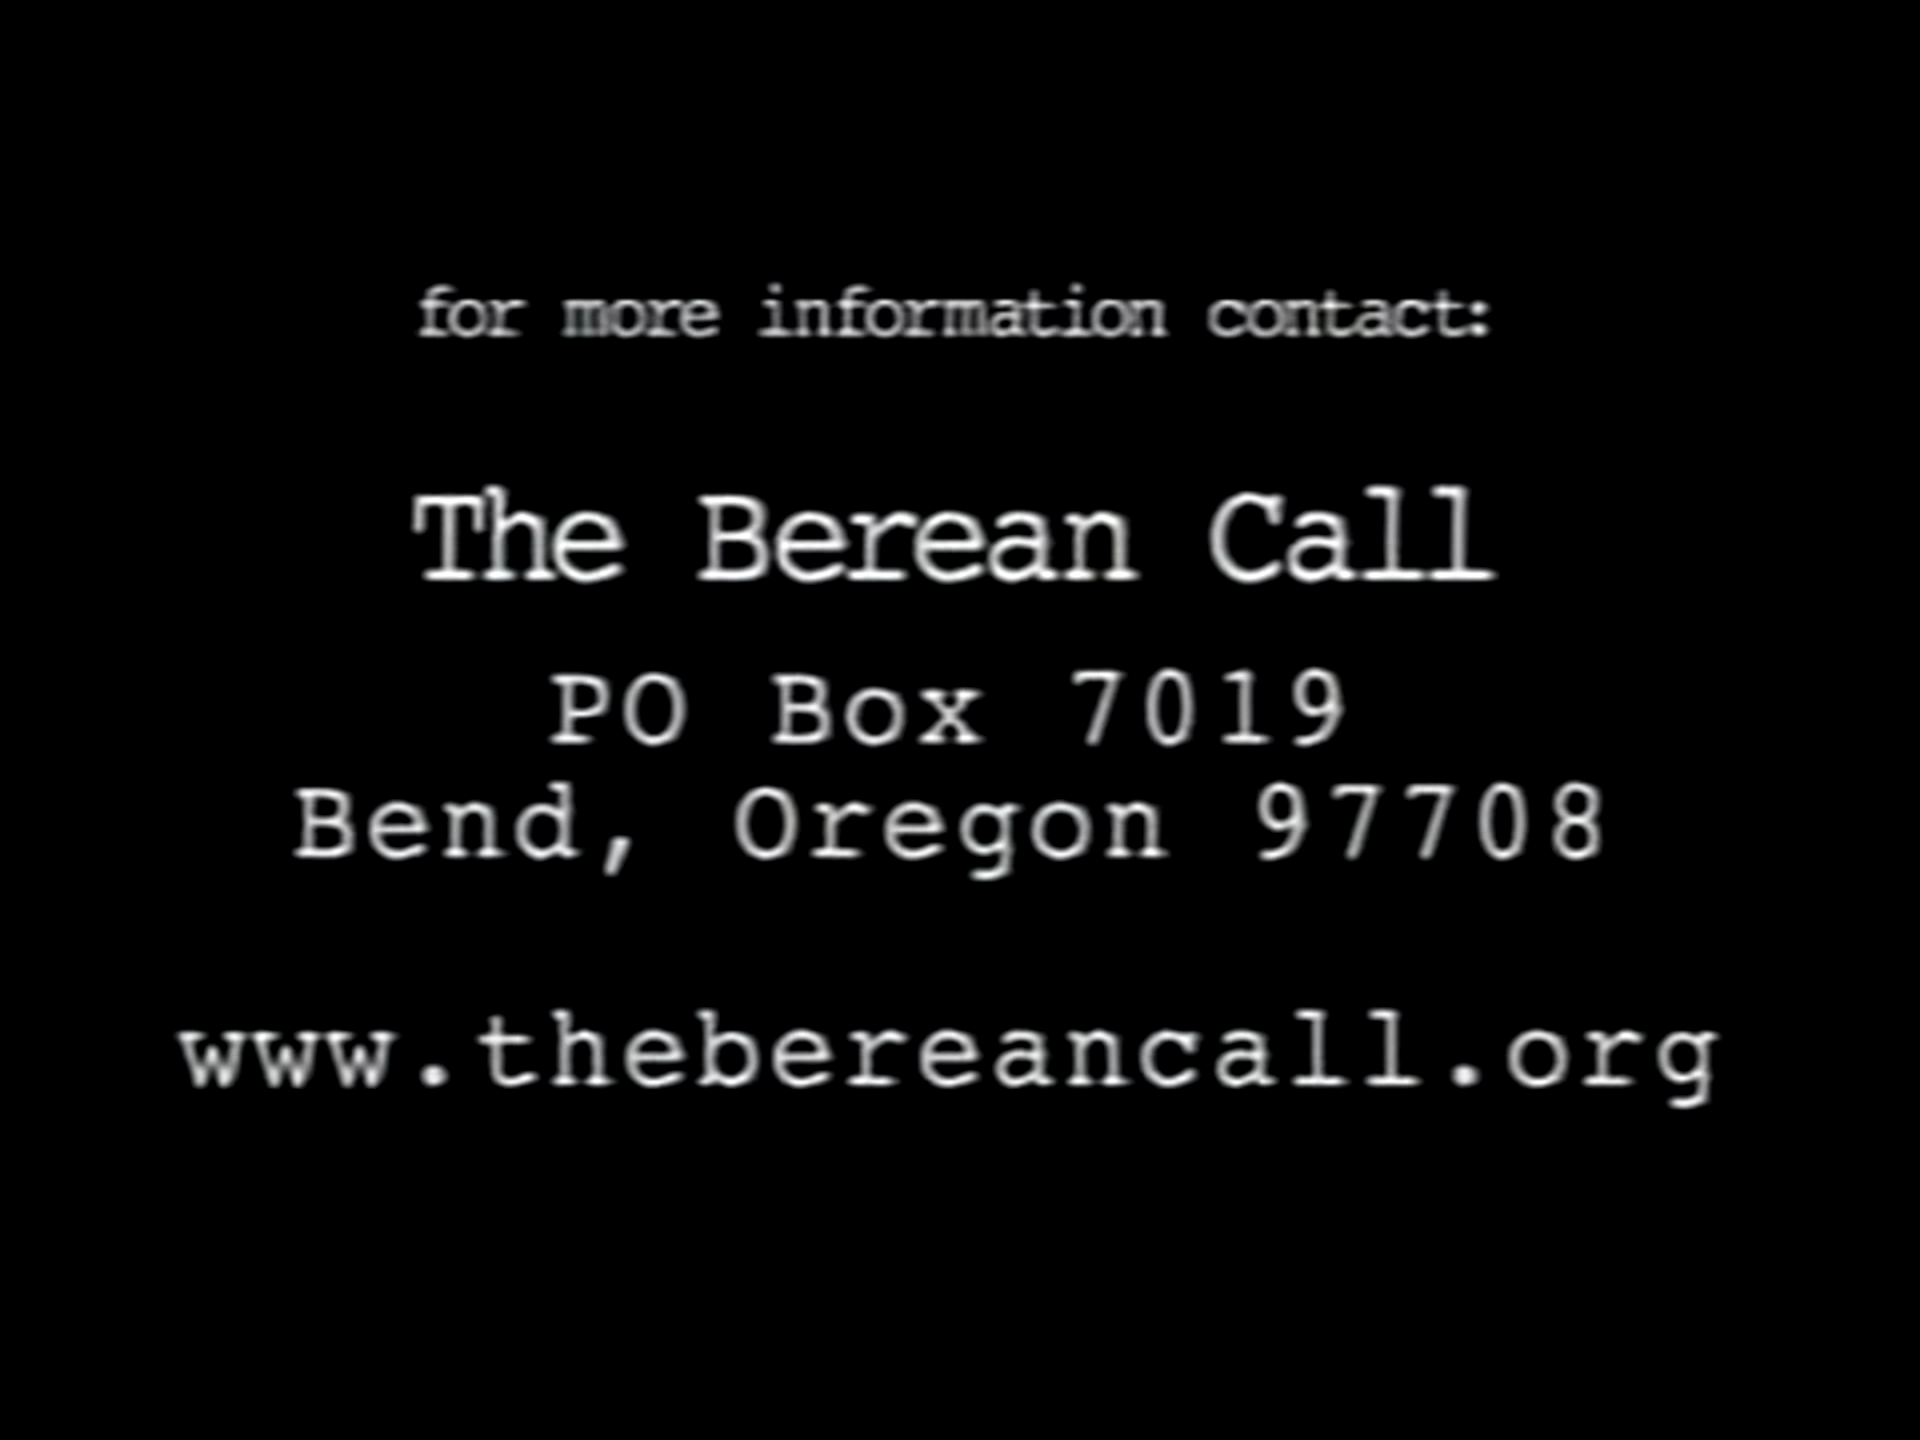 for more information contact:
The Berean Call
PO Box 7019
Bend, Oregon 97708
www.thebereancall.org